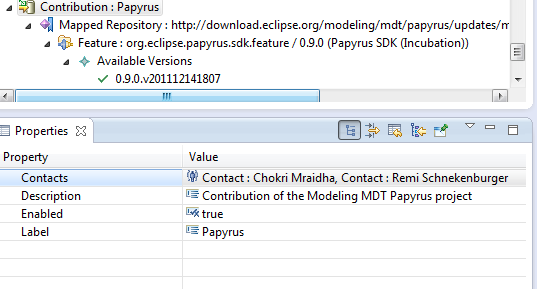 Contribution : Papyrus
Mapped Repository : http://download.eclipse.org/modeling/mdt/papyrus/updates/m
Feature : org.eclipse.papyrus.sdk.feature / 0.9.0 (Papyrus SDK (Incubation))
Available Versions
0.9.0.v201112141807
Properties
Property Value
Contacts Contact : Chokri Mraidha, Contact : Remi Schnekenburger
Description Contribution of the Modeling MDT Papyrus project
Enabled true
Label Papyrus